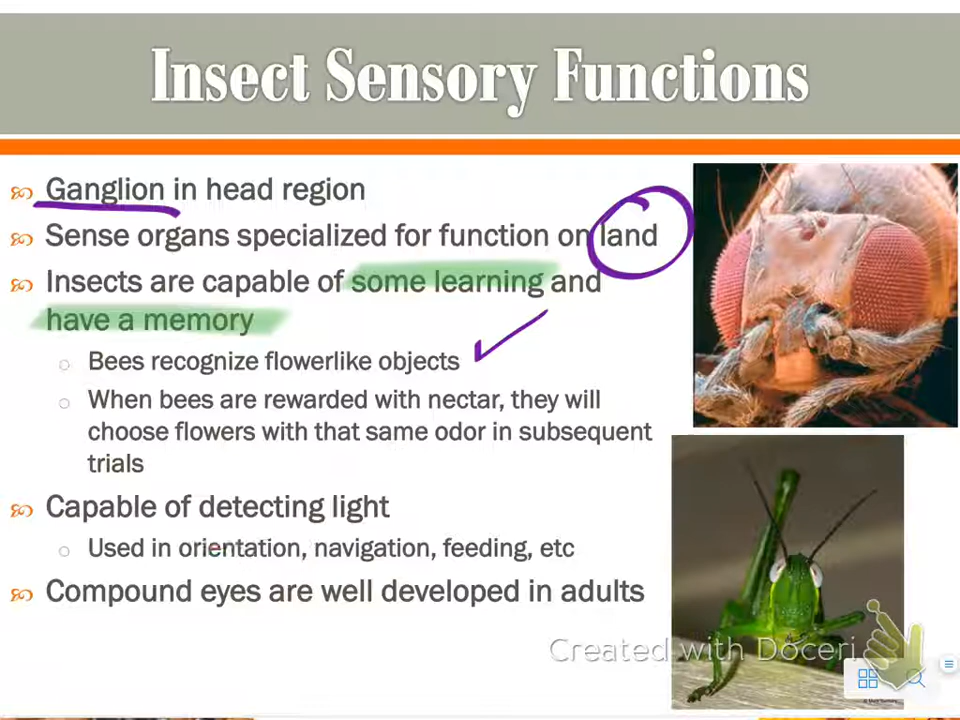 Insect Sensory Functions
Ganglion in head region
Sense organs specialized for function on land
Insects are capable of some learning and
have a memory
Bees recognize flowerlike objects
When bees are rewarded with nectar, they will
choose flowers with that same odor in subsequent
trials
Capable of detecting light
Used in orientation, navigation, feeding, etc
Compound eyes are well developed in adults
Created with Doceri